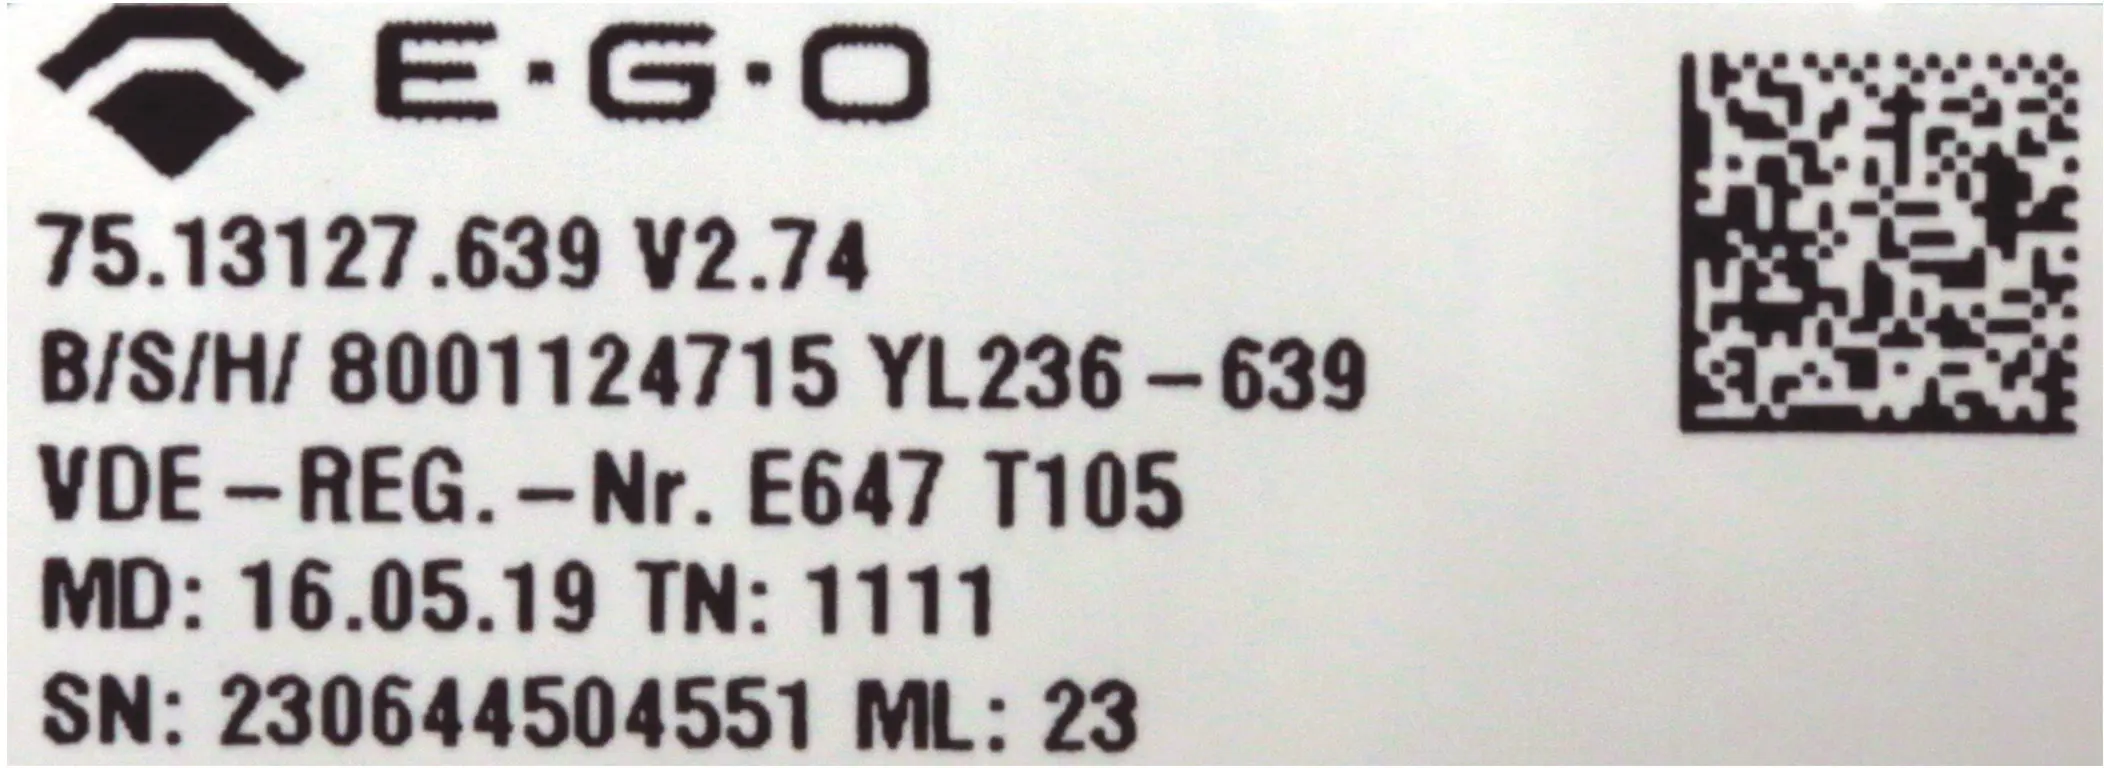 E·G·O
75.13127.639 V2.74
B/S/H/ 8001124715 YL236-639
VDE-REG.-Nr. E647 T105
MD: 16.05.19 TN: 1111
SN: 230644504551 ML: 23